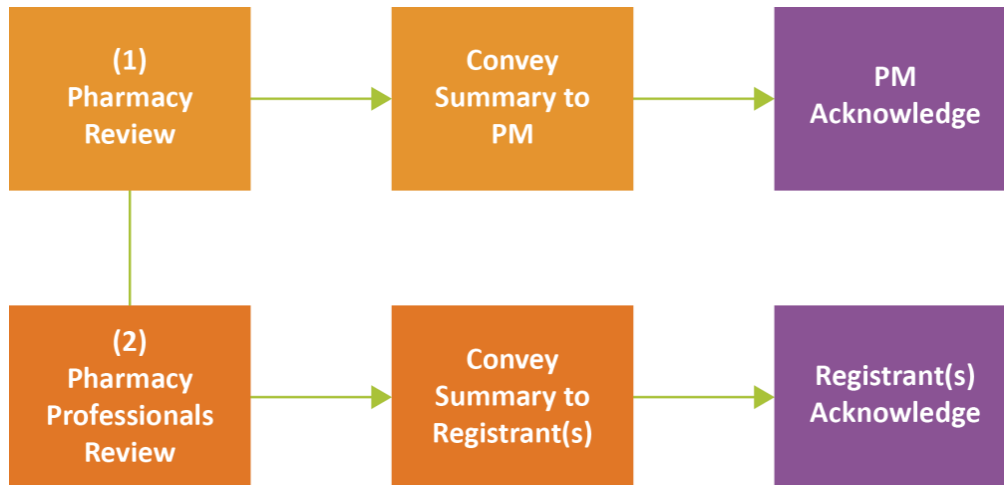 (1)
Pharmacy
Review
Convey
Summary to
PM
PM
Acknowledge
(2)
Pharmacy
Professionals
Review
Convey
Summary to
Registrant(s)
Registrant(s)
Acknowledge